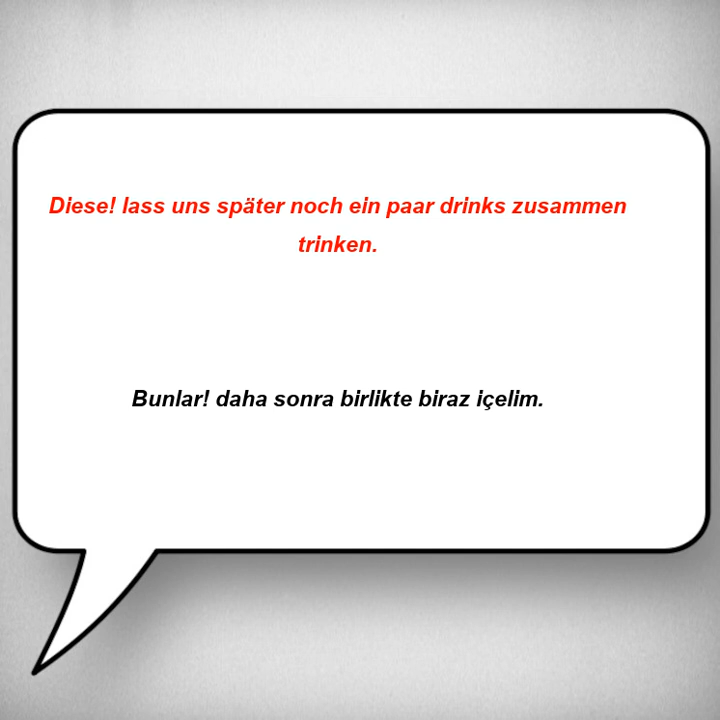 Diese! lass uns später noch ein paar drinks zusammen
trinken.
Bunlar! daha sonra birlikte biraz içelim.